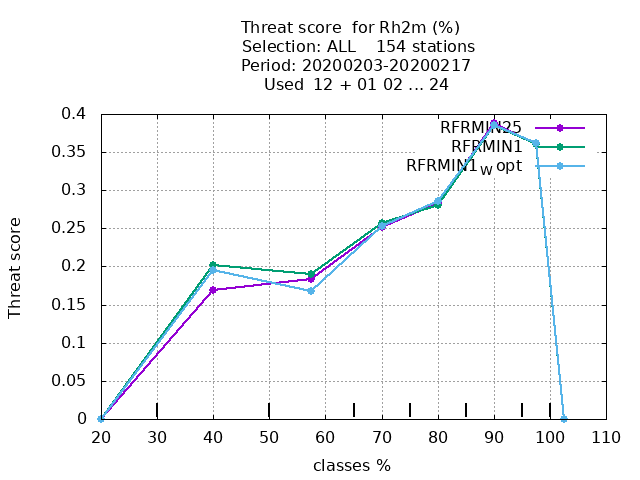 Threat score for Rh2m (%)
Selection: ALL 154 stations
Period: 20200203-20200217
Used 12 + 01 02 ... 24
0.4
0.35
0.3
0.25
0.2
0.15
0.1
0.05
0
Threat score
RFRMIN25
RFRMIN1
RFRMIN1W opt
20 30 40 50 60 70 80 90 100 110
classes %